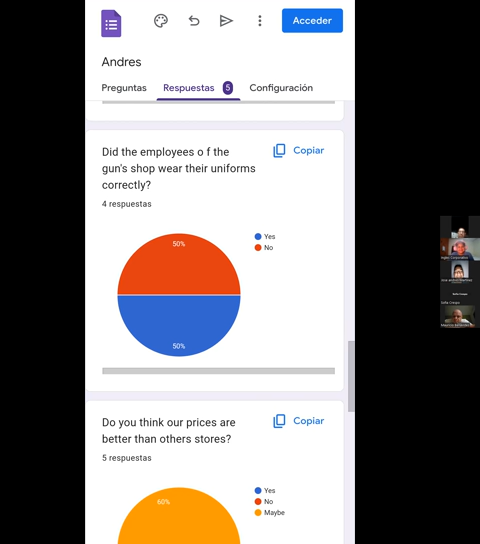 Acceder
Andres
Preguntas
Respuestas 5
Configuración
Did the employees o f the
gun's shop wear their uniforms
correctly?
Copiar
4 respuestas
50%
Yes
No
50%
Do you think our prices are
better than others stores?
Copiar
5 respuestas
60%
Yes
No
Maybe